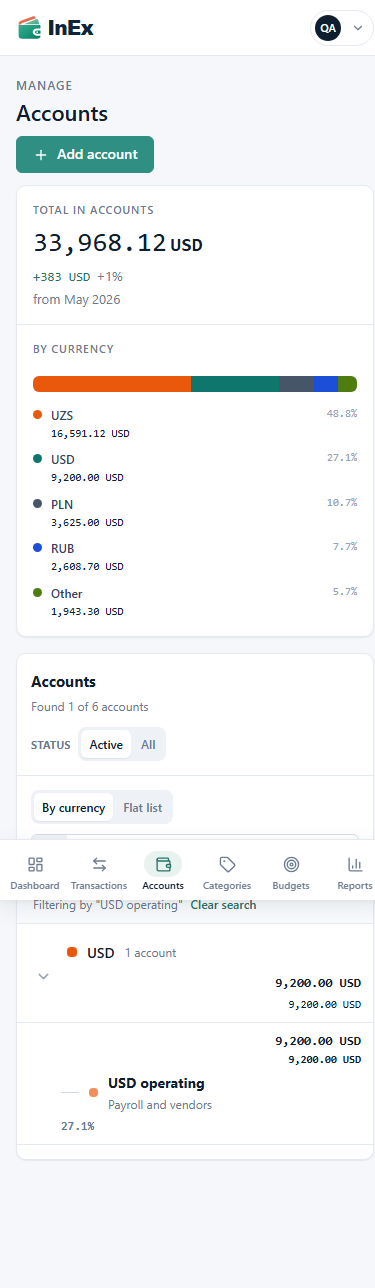 InEx
QA
MANAGE
Accounts
+ Add account
TOTAL IN ACCOUNTS
33,968.12 USD
+383 USD +1%
from May 2026
BY CURRENCY
UZS 48.8%
16,591.12 USD
USD 27.1%
9,200.00 USD
PLN 10.7%
3,625.00 USD
RUB 7.7%
2,608.70 USD
Other 5.7%
1,943.30 USD
Accounts
Found 1 of 6 accounts
STATUS Active All
By currency Flat list
Dashboard Transactions Accounts Categories Budgets Reports
Filtering by "USD operating" Clear search
USD 1 account
9,200.00 USD
9,200.00 USD
9,200.00 USD
9,200.00 USD
USD operating
Payroll and vendors
27.1%